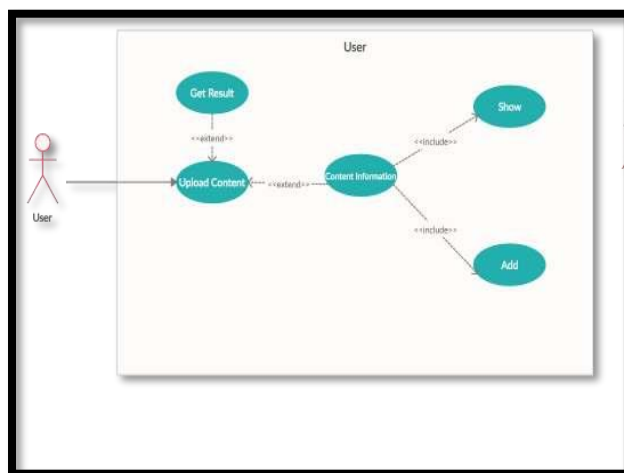 User
Get Result
Show
<<extend>>
<<include>>
Upload Content
<<extend>>
Content Information
User
<<include>>
Add